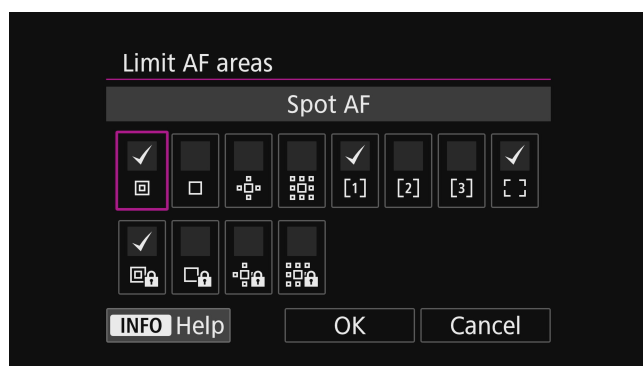 Limit AF areas
Spot AF
[1] [2] [3]
INFO Help OK Cancel